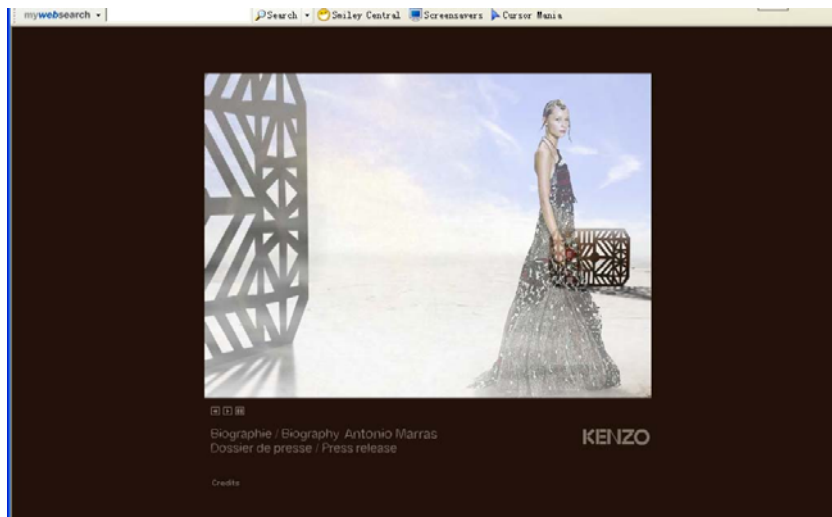 mywebsearch Search Smiley Central Screensavers Cursor Mania
Biographie / Biography Antonio Marras
Dossier de presse / Press release
KENZO
Credits